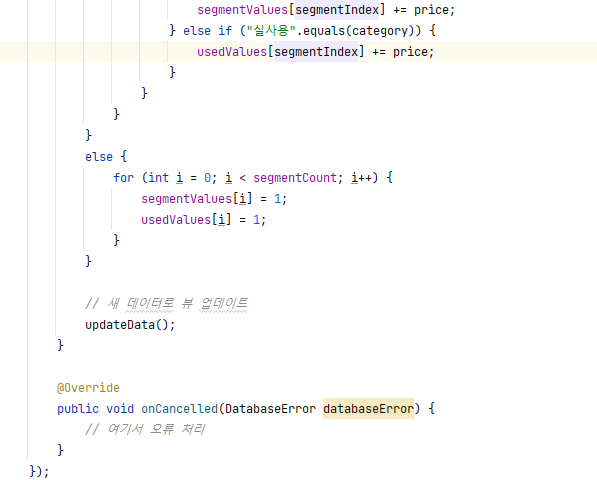 segmentValues[segmentIndex] += price;
} else if ("실사용".equals(category)) {
usedValues[segmentIndex] += price;
}
}
}
}
else {
for (int i = 0; i < segmentCount; i++) {
segmentValues[i] = 1;
usedValues[i] = 1;
}
}
// 새 데이터로 뷰 업데이트
updateData();
}
@Override
public void onCancelled(DatabaseError databaseError) {
// 여기서 오류 처리
}
});